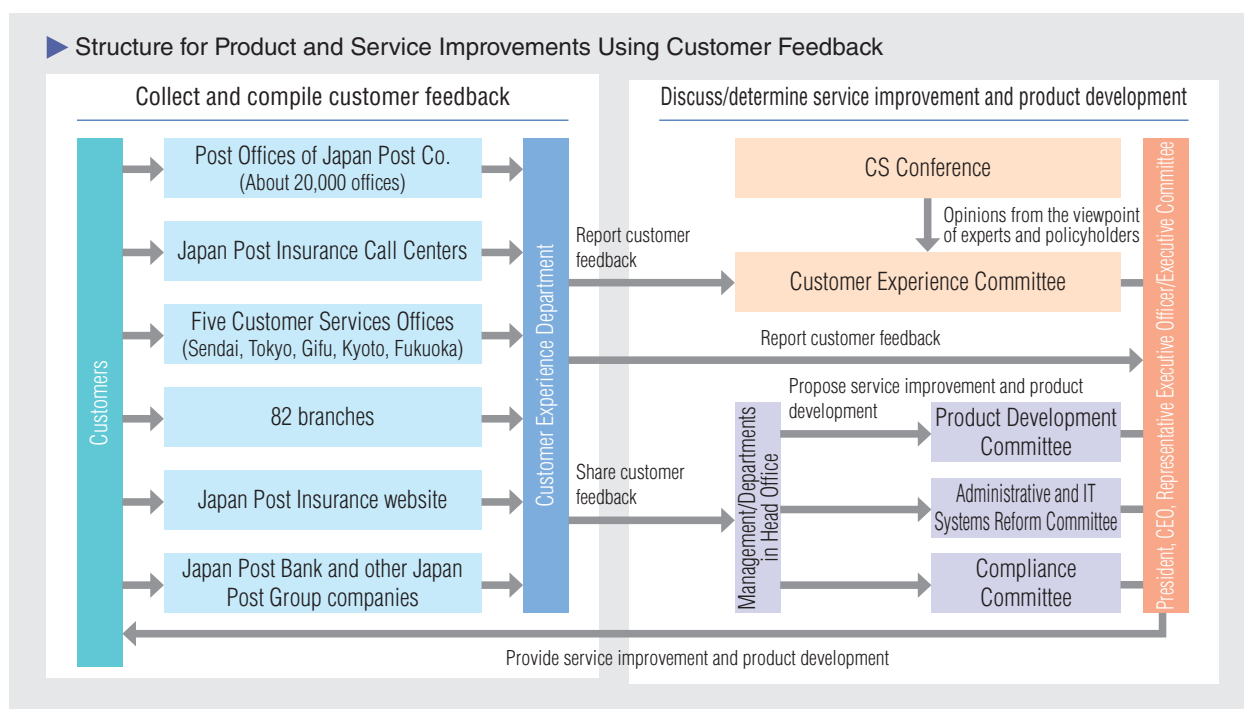 Structure for Product and Service Improvements Using Customer Feedback
Collect and compile customer feedback
Customers
Post Offices of Japan Post Co.
(About 20,000 offices)
Japan Post Insurance Call Centers
Five Customer Services Offices
(Sendai, Tokyo, Gifu, Kyoto, Fukuoka)
82 branches
Japan Post Insurance website
Japan Post Bank and other Japan
Post Group companies
Customer Experience Department
Discuss/determine service improvement and product development
CS Conference
Opinions from the viewpoint
of experts and policyholders
Report customer
feedback
Customer Experience Committee
Report customer feedback
Propose service improvement and product
development
Share customer
feedback
Management/Departments
in Head Office
Product Development
Committee
Administrative and IT
Systems Reform Committee
Compliance
Committee
President, CEO, Representative Executive Officer/Executive Committee
Provide service improvement and product development